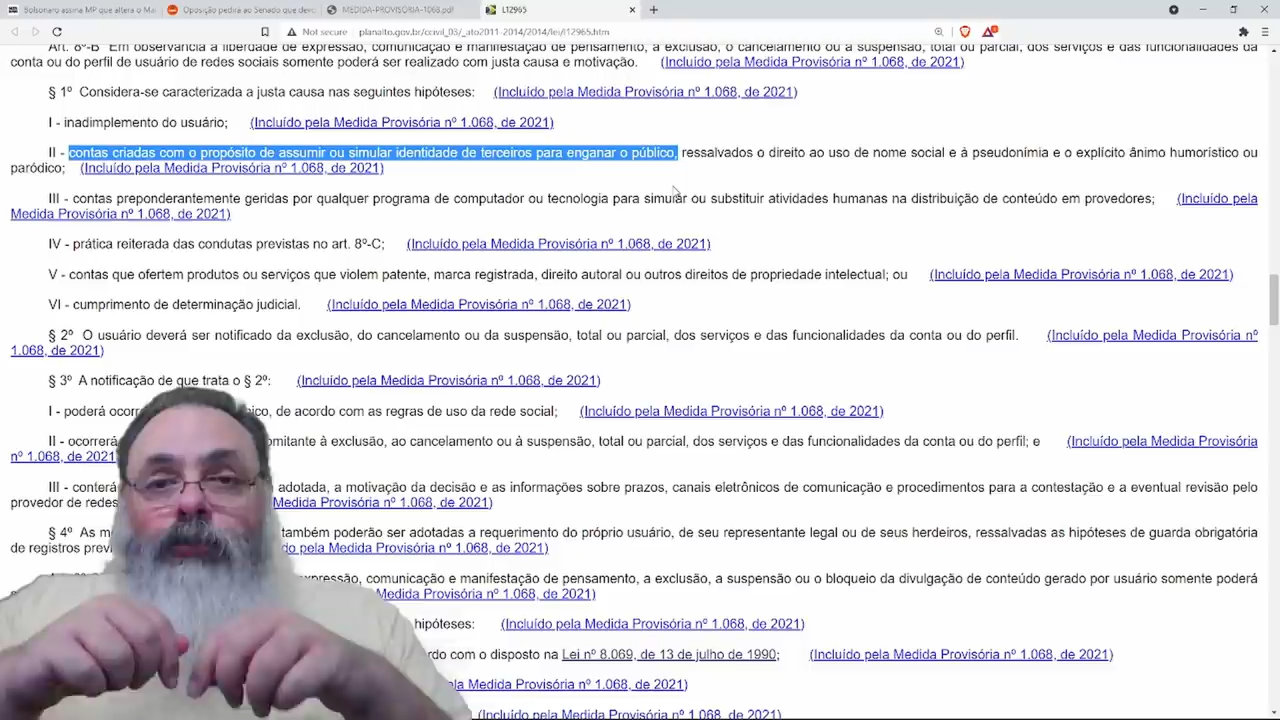 Bolsonaro assina MP que altera o Mar
Oposição pedirá ao Senado que devo
MEDIDA-PROVISORIA-1068.pdf
L12965
Not secure
planalto.gov.br/ccivil_03/_ato2011-2014/2014/lei/l12965.htm
Art. 8º-B Em observância à liberdade de expressão, comunicação e manifestação de pensamento, a exclusão, o cancelamento ou a suspensão, total ou parcial, dos serviços e das funcionalidades da
conta ou do perfil de usuário de redes sociais somente poderá ser realizado com justa causa e motivação. (Incluído pela Medida Provisória nº 1.068, de 2021)
§ 1º Considera-se caracterizada a justa causa nas seguintes hipóteses: (Incluído pela Medida Provisória nº 1.068, de 2021)
I - inadimplemento do usuário; (Incluído pela Medida Provisória nº 1.068, de 2021)
II - contas criadas com o propósito de assumir ou simular identidade de terceiros para enganar o público, ressalvados o direito ao uso de nome social e à pseudonímia e o explícito ânimo humorístico ou
paródico; (Incluído pela Medida Provisória nº 1.068, de 2021)
III - contas preponderantemente geridas por qualquer programa de computador ou tecnologia para simular ou substituir atividades humanas na distribuição de conteúdo em provedores; (Incluído pela
Medida Provisória nº 1.068, de 2021)
IV - prática reiterada das condutas previstas no art. 8º-C; (Incluído pela Medida Provisória nº 1.068, de 2021)
V - contas que ofertem produtos ou serviços que violem patente, marca registrada, direito autoral ou outros direitos de propriedade intelectual; ou (Incluído pela Medida Provisória nº 1.068, de 2021)
VI - cumprimento de determinação judicial. (Incluído pela Medida Provisória nº 1.068, de 2021)
§ 2º O usuário deverá ser notificado da exclusão, do cancelamento ou da suspensão, total ou parcial, dos serviços e das funcionalidades da conta ou do perfil. (Incluído pela Medida Provisória nº
1.068, de 2021)
§ 3º A notificação de que trata o § 2º: (Incluído pela Medida Provisória nº 1.068, de 2021)
I - poderá ocorr ico, de acordo com as regras de uso da rede social; (Incluído pela Medida Provisória nº 1.068, de 2021)
II - ocorrerá omitante à exclusão, ao cancelamento ou à suspensão, total ou parcial, dos serviços e das funcionalidades da conta ou do perfil; e (Incluído pela Medida Provisória
nº 1.068, de 2021
III - conterá adotada, a motivação da decisão e as informações sobre prazos, canais eletrônicos de comunicação e procedimentos para a contestação e a eventual revisão pelo
provedor de redes Medida Provisória nº 1.068, de 2021)
§ 4º As m também poderão ser adotadas a requerimento do próprio usuário, de seu representante legal ou de seus herdeiros, ressalvadas as hipóteses de guarda obrigatória
de registros previ do pela Medida Provisória nº 1.068, de 2021)
expressão, comunicação e manifestação de pensamento, a exclusão, a suspensão ou o bloqueio da divulgação de conteúdo gerado por usuário somente poderá
Medida Provisória nº 1.068, de 2021)
hipóteses: (Incluído pela Medida Provisória nº 1.068, de 2021)
rdo com o disposto na Lei nº 8.069, de 13 de julho de 1990; (Incluído pela Medida Provisória nº 1.068, de 2021)
ela Medida Provisória nº 1.068, de 2021)
(Incluído pela Medida Provisória nº 1.068, de 2021)